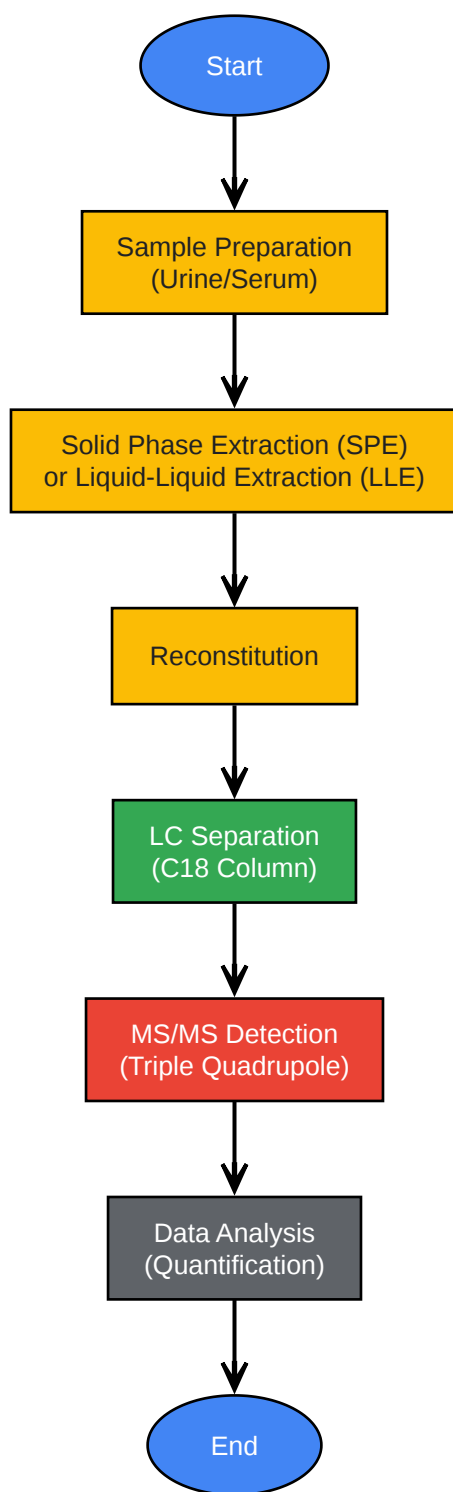 Start
Sample Preparation
(Urine/Serum)
Solid Phase Extraction (SPE)
or Liquid-Liquid Extraction (LLE)
Reconstitution
LC Separation
(C18 Column)
MS/MS Detection
(Triple Quadrupole)
Data Analysis
(Quantification)
End